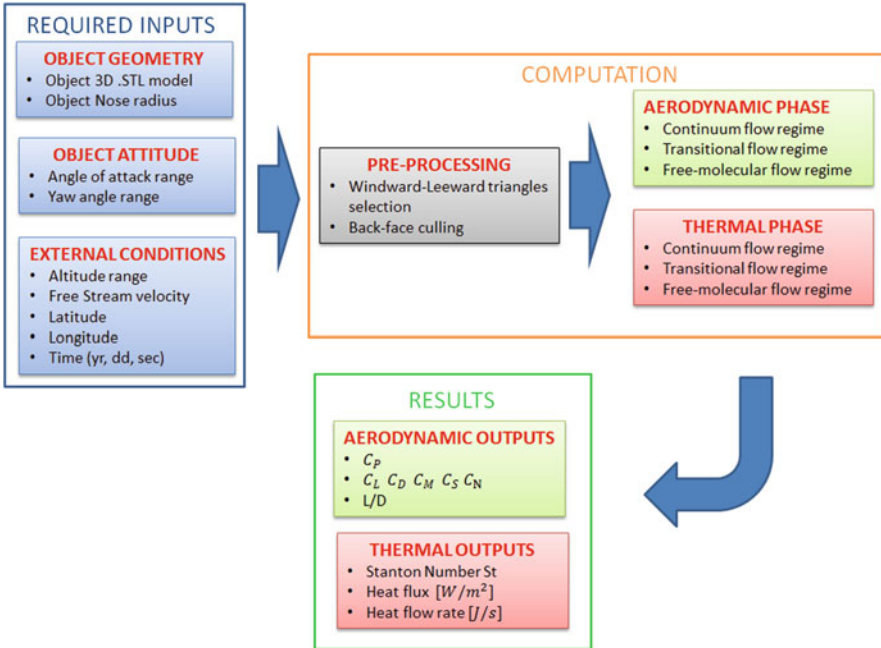 REQUIRED INPUTS
OBJECT GEOMETRY
• Object 3D .STL model
• Object Nose radius
OBJECT ATTITUDE
• Angle of attack range
• Yaw angle range
EXTERNAL CONDITIONS
• Altitude range
• Free Stream velocity
• Latitude
• Longitude
• Time (yr, dd, sec)
COMPUTATION
PRE-PROCESSING
• Windward-Leeward triangles
selection
• Back-face culling
AERODYNAMIC PHASE
• Continuum flow regime
• Transitional flow regime
• Free-molecular flow regime
THERMAL PHASE
• Continuum flow regime
• Transitional flow regime
• Free-molecular flow regime
RESULTS
AERODYNAMIC OUTPUTS
• C_P
• C_L C_D C_M C_S C_N
• L/D
THERMAL OUTPUTS
• Stanton Number St
• Heat flux [W/m²]
• Heat flow rate [J/s]